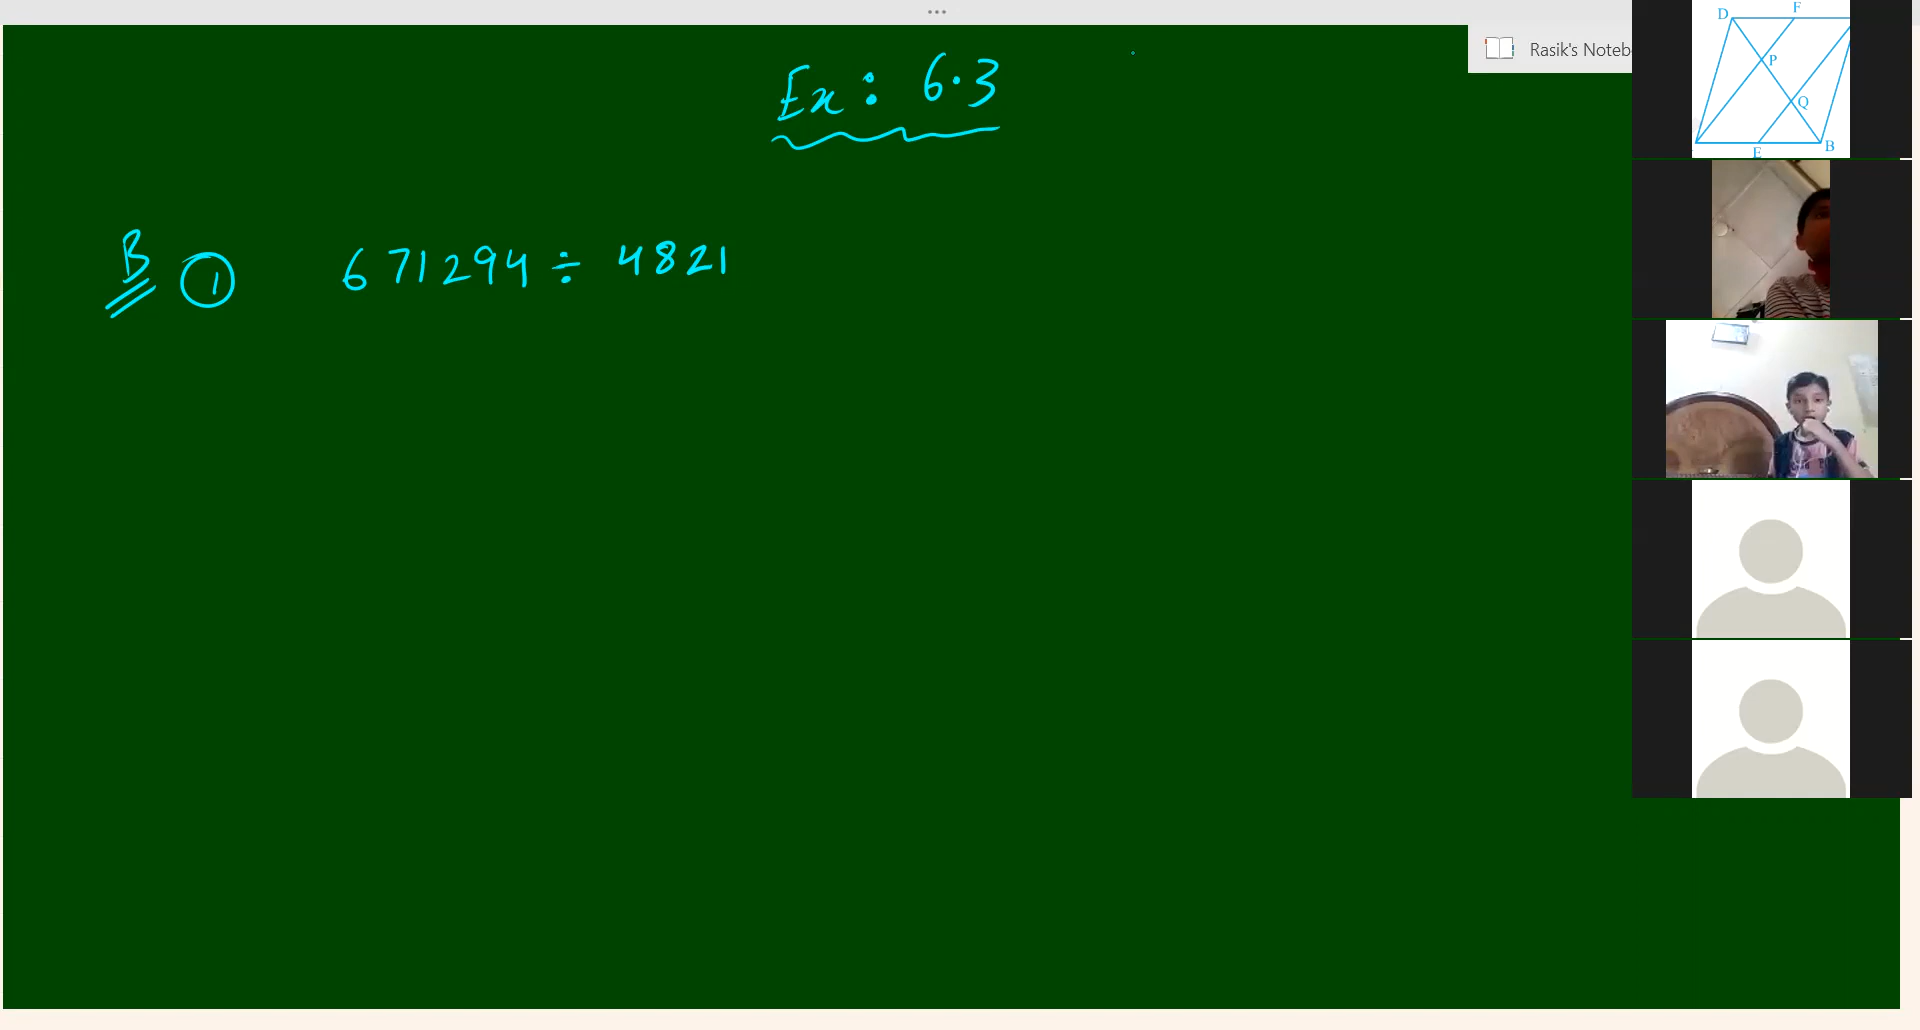 Ex: 6.3
Rasik's Noteb
B ① 671294 ÷ 4821
D F
P
Q
E B